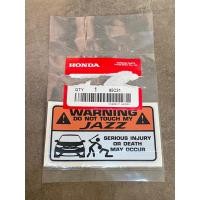 HONDA
QTY 1
WARNING
DO NOT TOUCH MY
JAZZ
SERIOUS INJURY
OR DEATH
MAY OCCUR